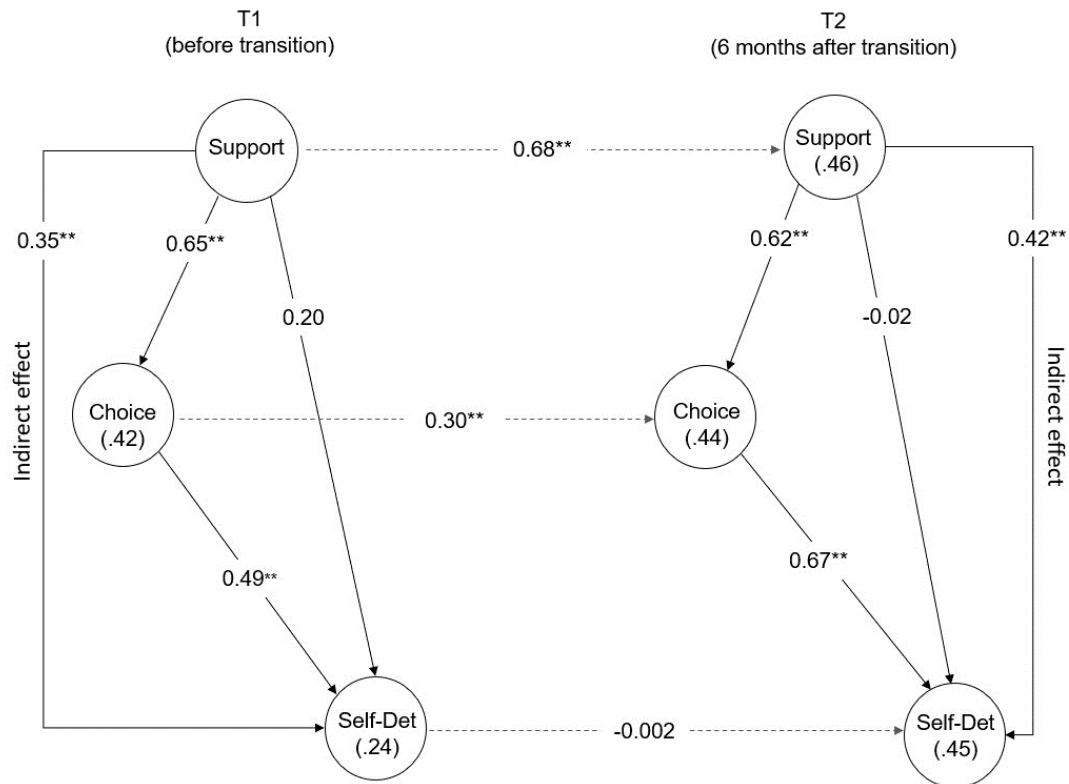 T1
(before transition)
T2
(6 months after transition)
Support
0.68**
Support
(.46)
0.35**
0.65**
0.62**
0.42**
0.20
-0.02
Indirect effect
Indirect effect
Choice
(.42)
0.30**
Choice
(.44)
0.49**
0.67**
Self-Det
(.24)
-0.002
Self-Det
(.45)